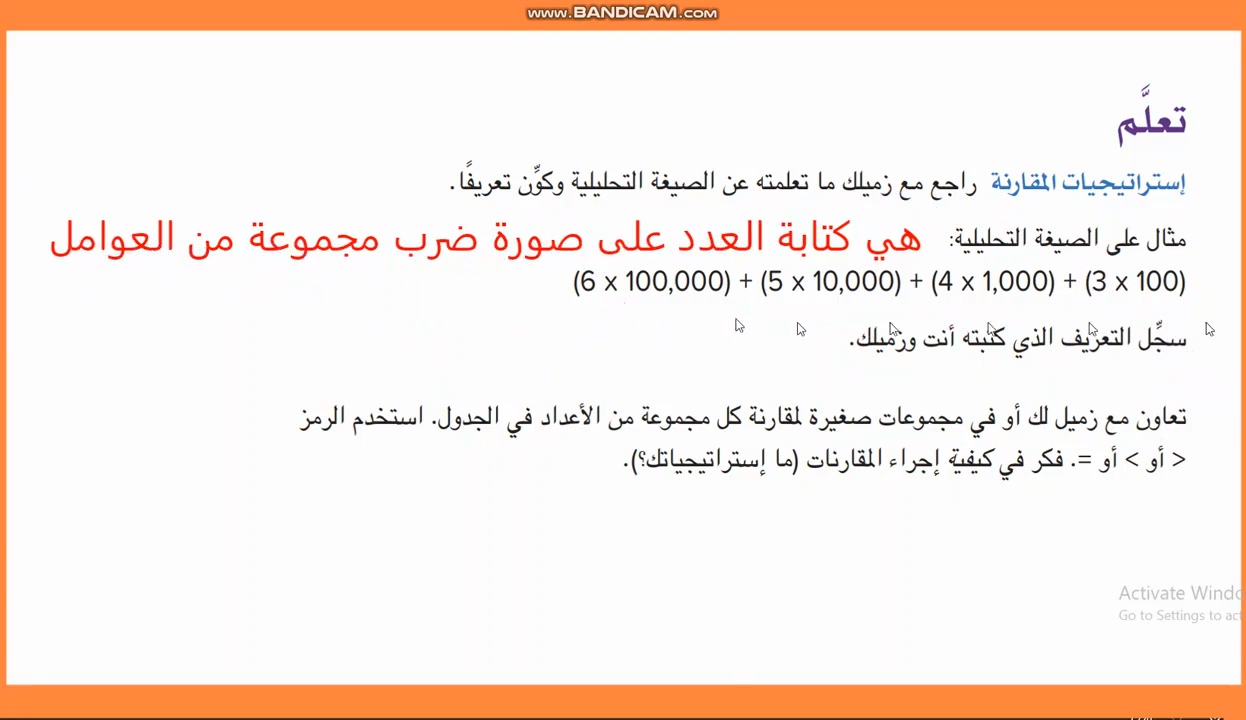 www.BANDICAM.com
تعلَّم
إستراتيجيات المقارنة راجع مع زميلك ما تعلمته عن الصيغة التحليلية وكوِّن تعريفًا.
مثال على الصيغة التحليلية: هي كتابة العدد على صورة ضرب مجموعة من العوامل
(6 x 100,000) + (5 x 10,000) + (4 x 1,000) + (3 x 100)
سجِّل التعريف الذي كتبته أنت وزميلك.
تعاون مع زميل لك أو في مجموعات صغيرة لمقارنة كل مجموعة من الأعداد في الجدول. استخدم الرمز
< أو > أو =. فكر في كيفية إجراء المقارنات (ما إستراتيجياتك؟).
Activate Windo
Go to Settings to act